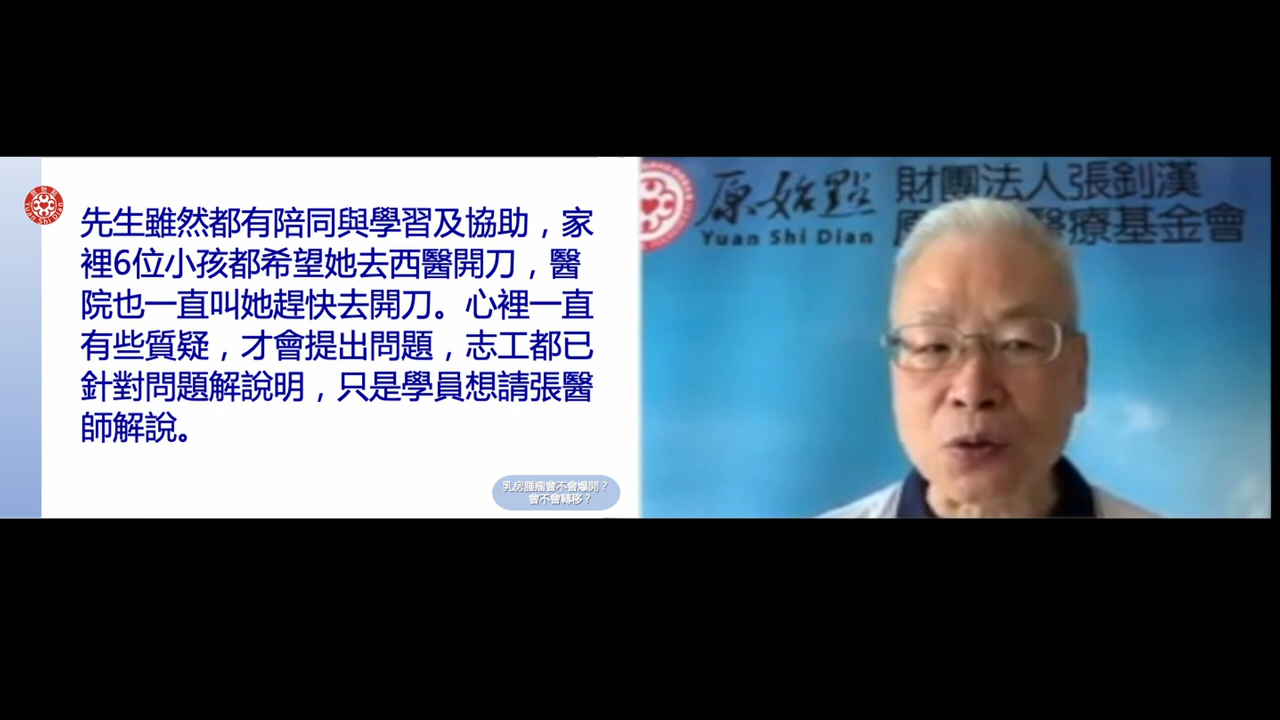 先生雖然都有陪同與學習及協助，家
裡6位小孩都希望她去西醫開刀，醫
院也一直叫她趕快去開刀。心裡一直
有些質疑，才會提出問題，志工都已
針對問題解說明，只是學員想請張醫
師解說。
乳房腫瘤會不會爆開？
會不會轉移？
Yuan Shi Dian
原始點
Yuan Shi Dian
財團法人張釗漢
醫療基金會